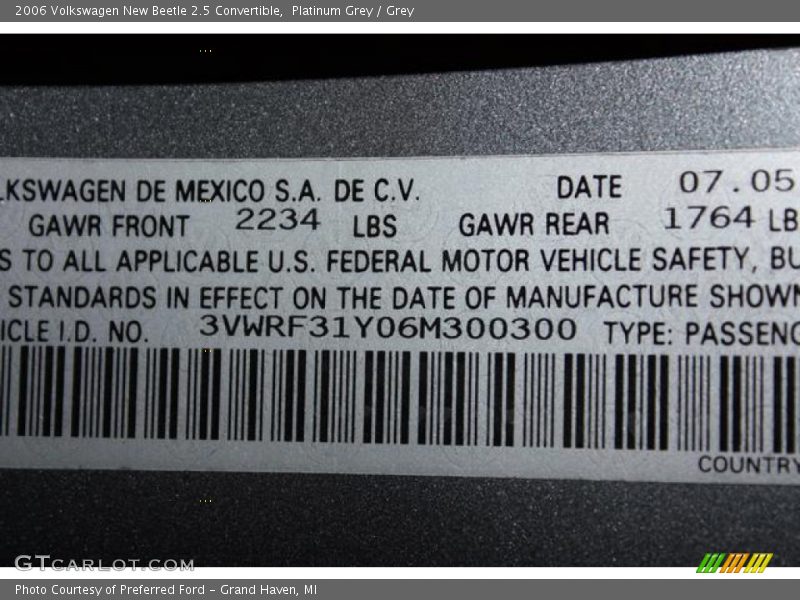 2006 Volkswagen New Beetle 2.5 Convertible,  Platinum Grey / Grey
LKSWAGEN DE MEXICO S.A. DE C.V. DATE 07.05
GAWR FRONT 2234 LBS GAWR REAR 1764 LB
S TO ALL APPLICABLE U.S. FEDERAL MOTOR VEHICLE SAFETY, BU
STANDARDS IN EFFECT ON THE DATE OF MANUFACTURE SHOWN
ICLE I.D. NO. 3VWRF31Y06M300300 TYPE: PASSENG
COUNTRY
GTCARLOT.COM
Photo Courtesy of Preferred Ford - Grand Haven, MI